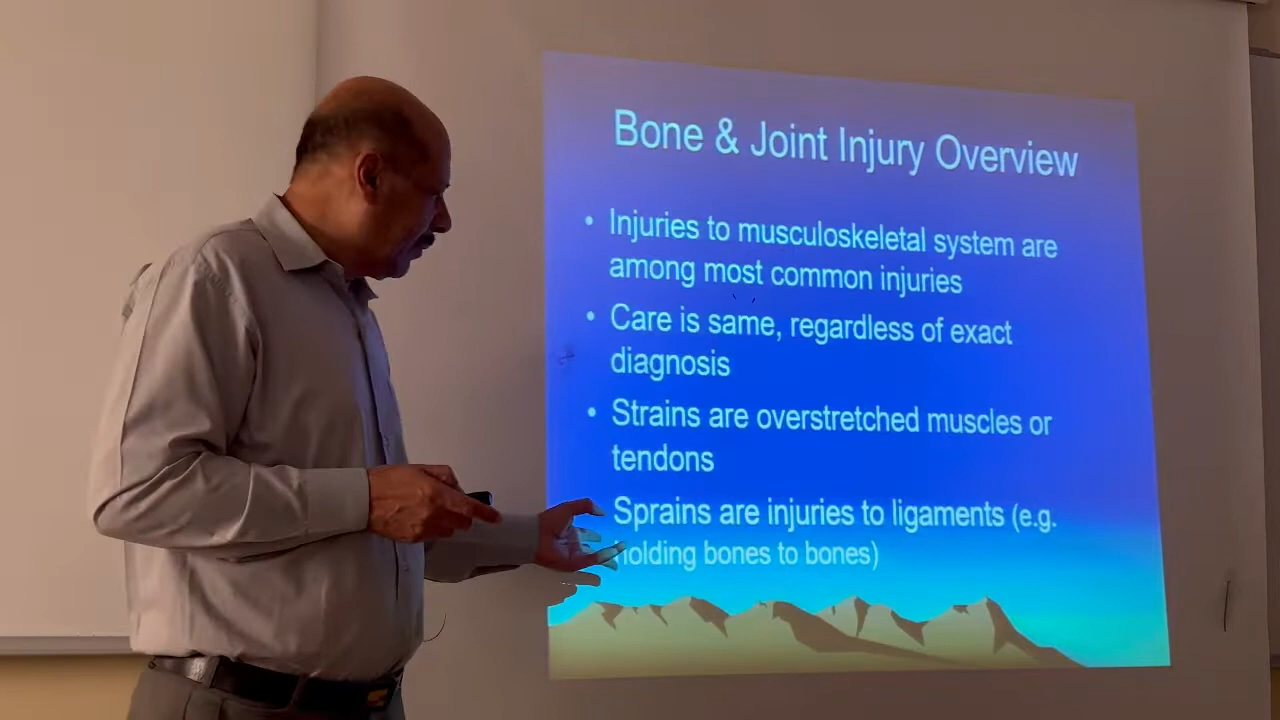 Bone & Joint Injury Overview
• Injuries to musculoskeletal system are
among most common injuries
• Care is same, regardless of exact
diagnosis
• Strains are overstretched muscles or
tendons
Sprains are injuries to ligaments (e.g.
holding bones to bones)